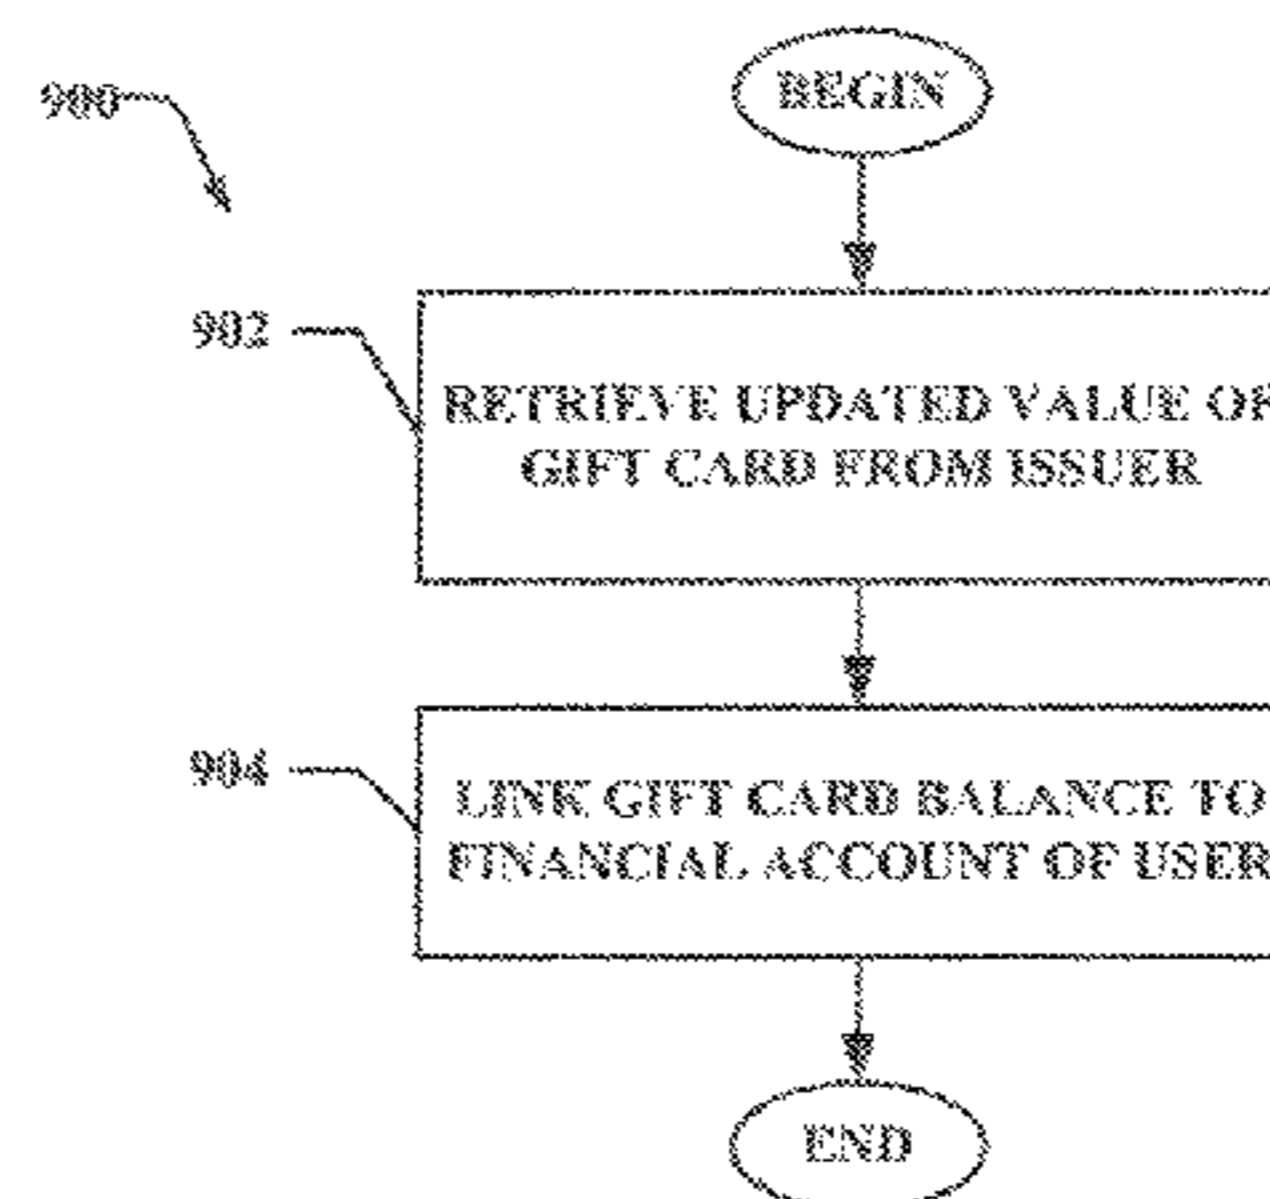 900
BEGIN
902
RETRIEVE UPDATED VALUE OF
GIFT CARD FROM ISSUER
904
LINK GIFT CARD BALANCE TO
FINANCIAL ACCOUNT OF USER
END